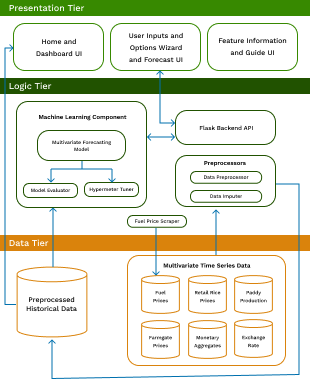 Presentation Tier
Home and
Dashboard UI
User Inputs and
Options Wizard
and Forecast UI
Feature Information
and Guide UI
Logic Tier
Machine Learning Component
Multivariate Forecasting
Model
Model Evaluator
Hypermeter Tuner
Flask Backend API
Preprocessors
Data Preprocessor
Data Imputer
Fuel Price Scraper
Data Tier
Preprocessed
Historical Data
Multivariate Time Series Data
Fuel
Prices
Retail Rice
Prices
Paddy
Production
Farmgate
Prices
Monetary
Aggregates
Exchange
Rate